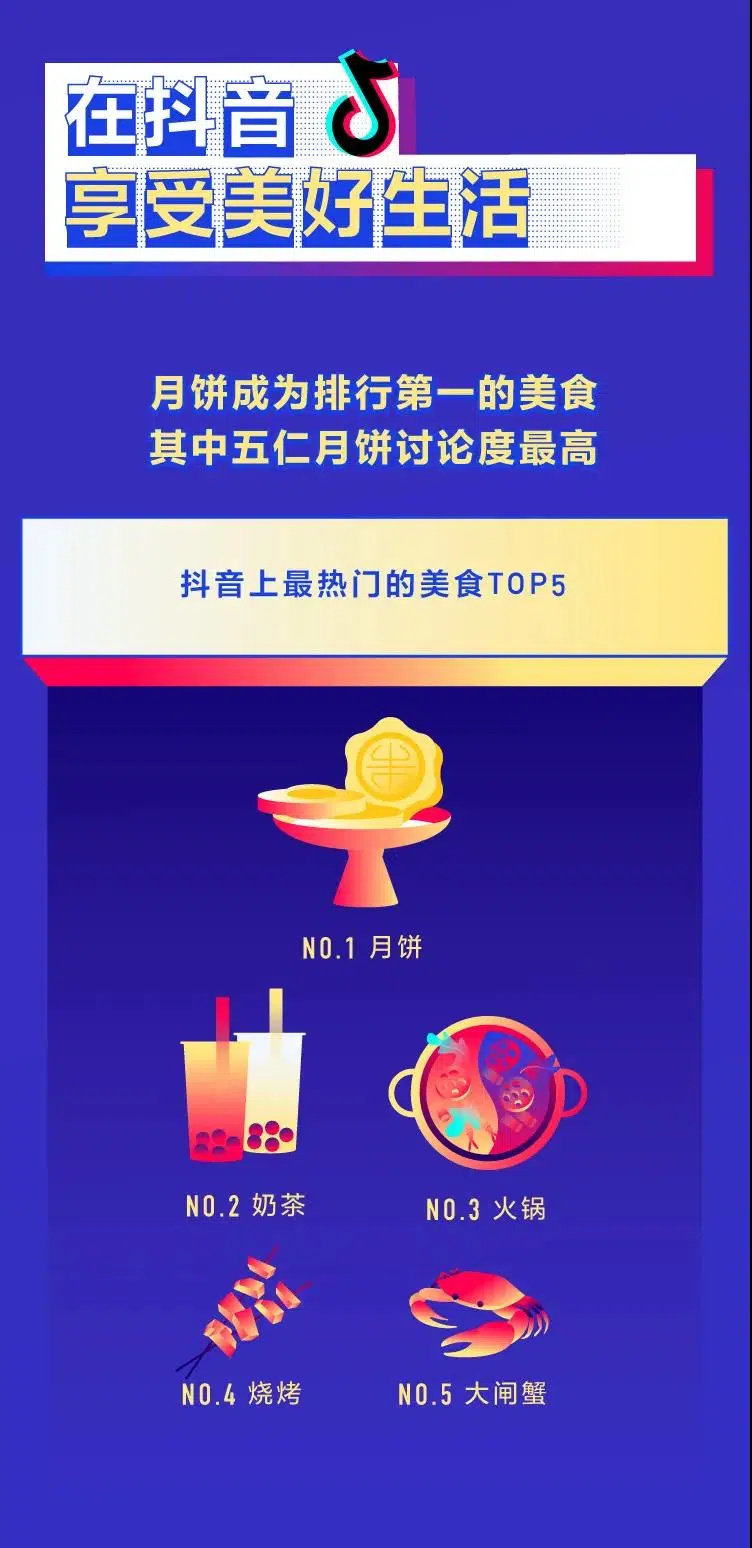 在抖音
享受美好生活
月饼成为排行第一的美食
其中五仁月饼讨论度最高
抖音上最热门的美食TOP5
NO.1 月饼
NO.2 奶茶
NO.3 火锅
NO.4 烧烤
NO.5 大闸蟹